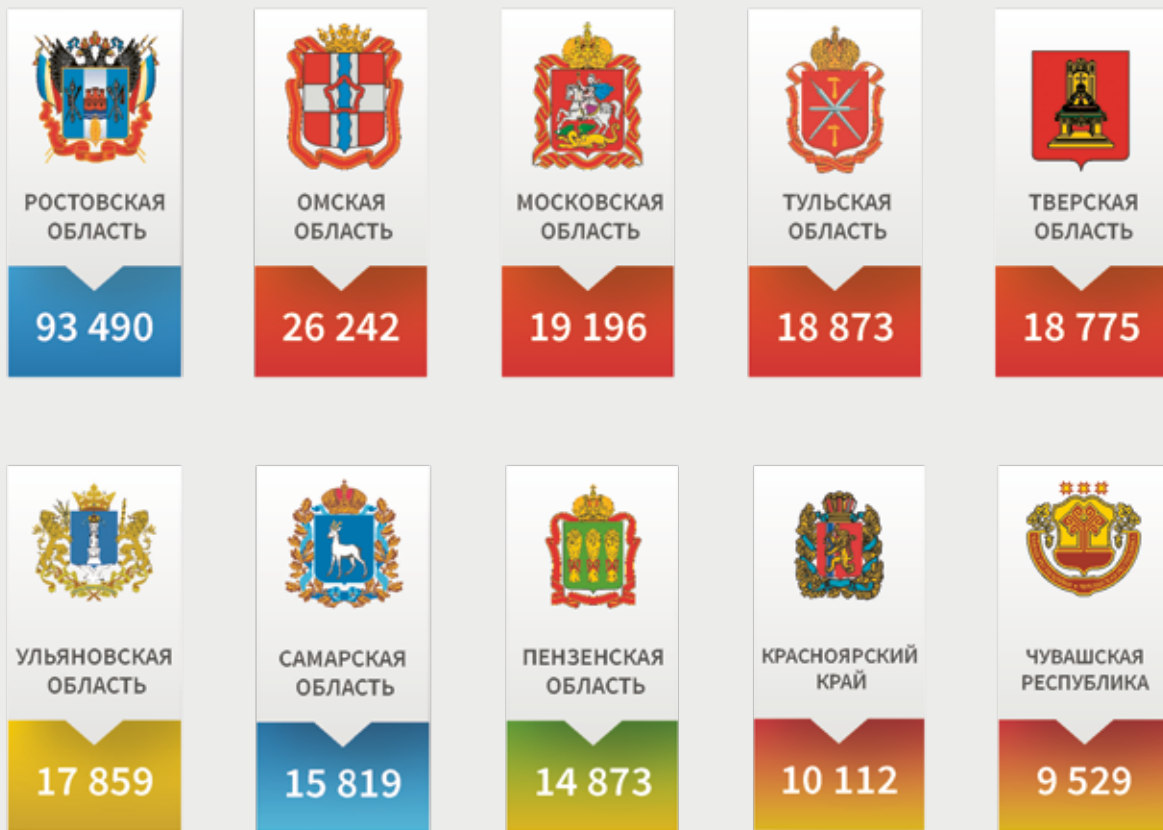 РОСТОВСКАЯ
ОБЛАСТЬ
93 490
ОМСКАЯ
ОБЛАСТЬ
26 242
МОСКОВСКАЯ
ОБЛАСТЬ
19 196
ТУЛЬСКАЯ
ОБЛАСТЬ
18 873
ТВЕРСКАЯ
ОБЛАСТЬ
18 775
УЛЬЯНОВСКАЯ
ОБЛАСТЬ
17 859
САМАРСКАЯ
ОБЛАСТЬ
15 819
ПЕНЗЕНСКАЯ
ОБЛАСТЬ
14 873
КРАСНОЯРСКИЙ
КРАЙ
10 112
ЧУВАШСКАЯ
РЕСПУБЛИКА
9 529